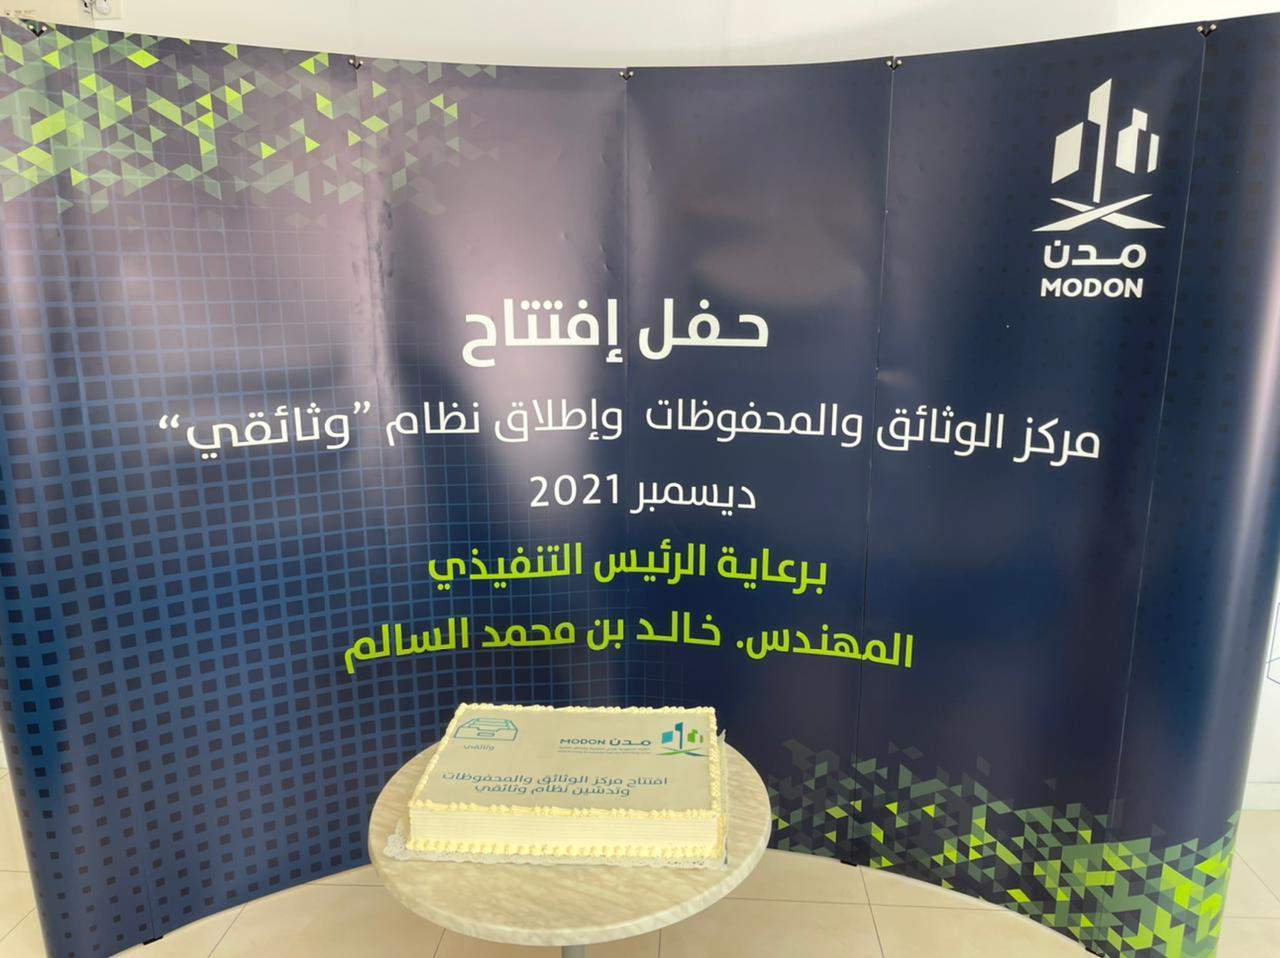 مدن
MODON
حفل إفتتاح
مركز الوثائق والمحفوظات وإطلاق نظام ”وثائقي“
ديسمبر 2021
برعاية الرئيس التنفيذي
المهندس. خالد بن محمد السالم
مدن MODON
وثائقي
افتتاح مركز الوثائق والمحفوظات
وتدشين نظام وثائقي